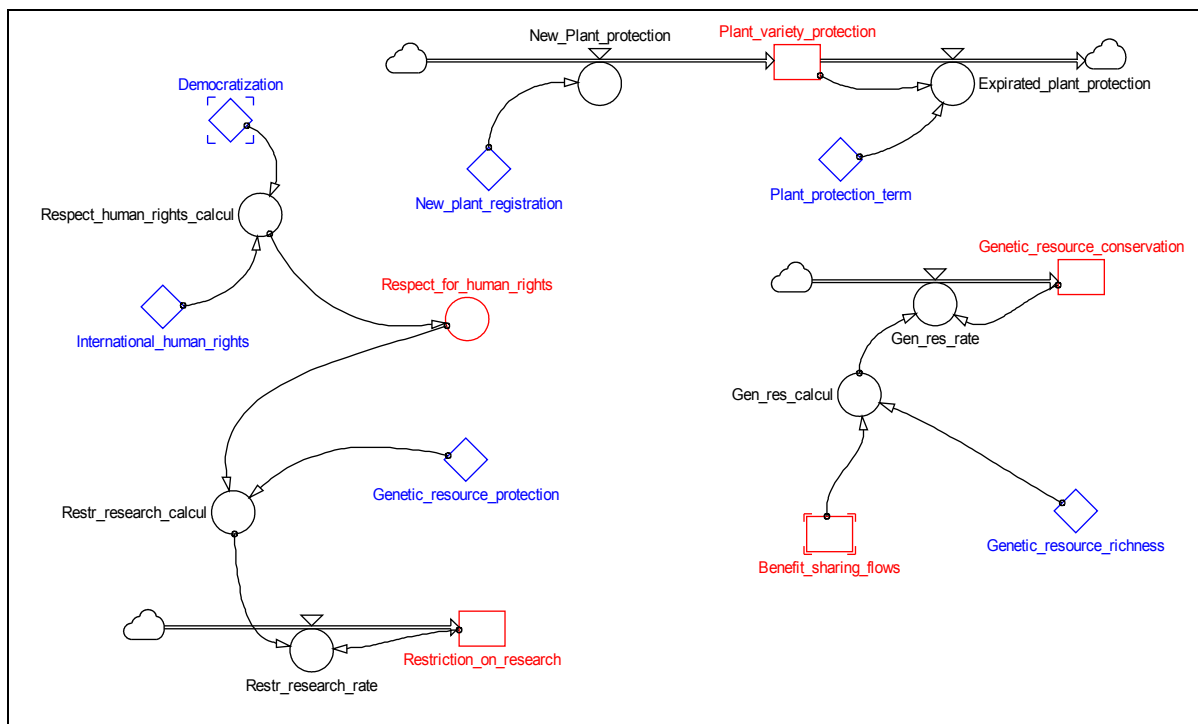 New_Plant_protection
Plant_variety_protection
Democratization
Expirated_plant_protection
New_plant_registration
Plant_protection_term
Respect_human_rights_calcul
Genetic_resource_conservation
Respect_for_human_rights
International_human_rights
Gen_res_rate
Gen_res_calcul
Genetic_resource_protection
Restr_research_calcul
Genetic_resource_richness
Benefit_sharing_flows
Restriction_on_research
Restr_research_rate